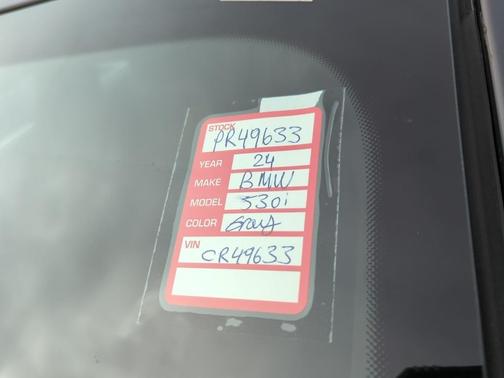 STOCK
PR49633
YEAR 24
MAKE BMW
MODEL 530i
COLOR Gray
VIN
CR49633